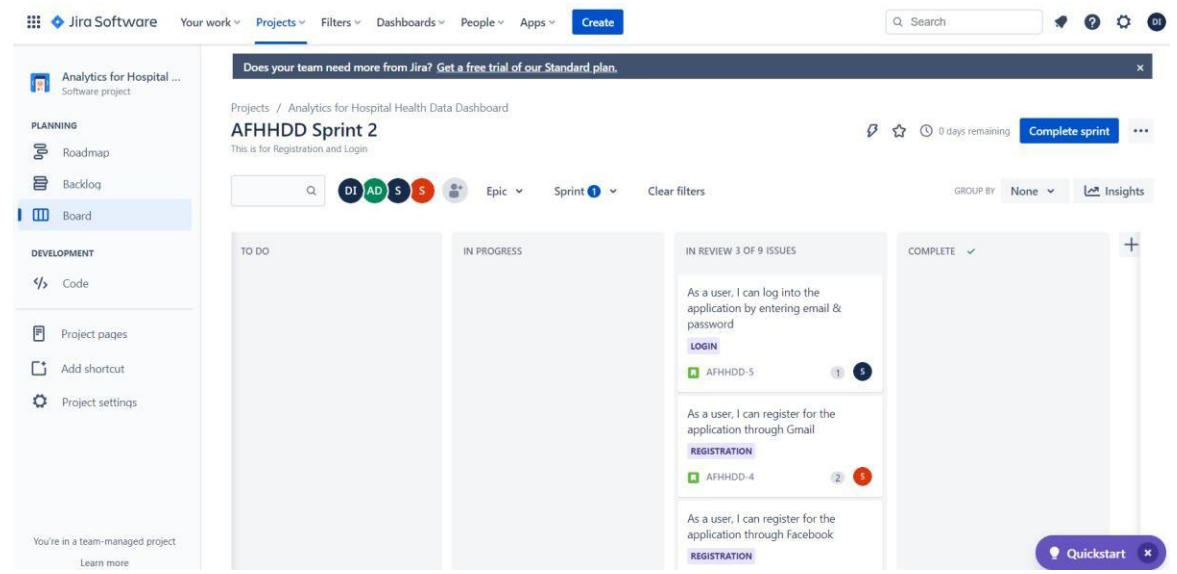 Jira Software Your work Projects Filters Dashboards People Apps Create Search DI
Analytics for Hospital ...
Software project
PLANNING
Roadmap
Backlog
Board
DEVELOPMENT
Code
Project pages
Add shortcut
Project settings
You're in a team-managed project
Learn more
Does your team need more from Jira? Get a free trial of our Standard plan. ×
Projects / Analytics for Hospital Health Data Dashboard
AFHHDD Sprint 2
0 days remaining Complete sprint ...
This is for Registration and Login
DI AD S S Epic Sprint 1 Clear filters GROUP BY None Insights
TO DO
IN PROGRESS
IN REVIEW 3 OF 9 ISSUES
As a user, I can log into the
application by entering email &
password
LOGIN
AFHHDD-5 1 S
As a user, I can register for the
application through Gmail
REGISTRATION
AFHHDD-4 2 S
As a user, I can register for the
application through Facebook
REGISTRATION
COMPLETE
Quickstart ×